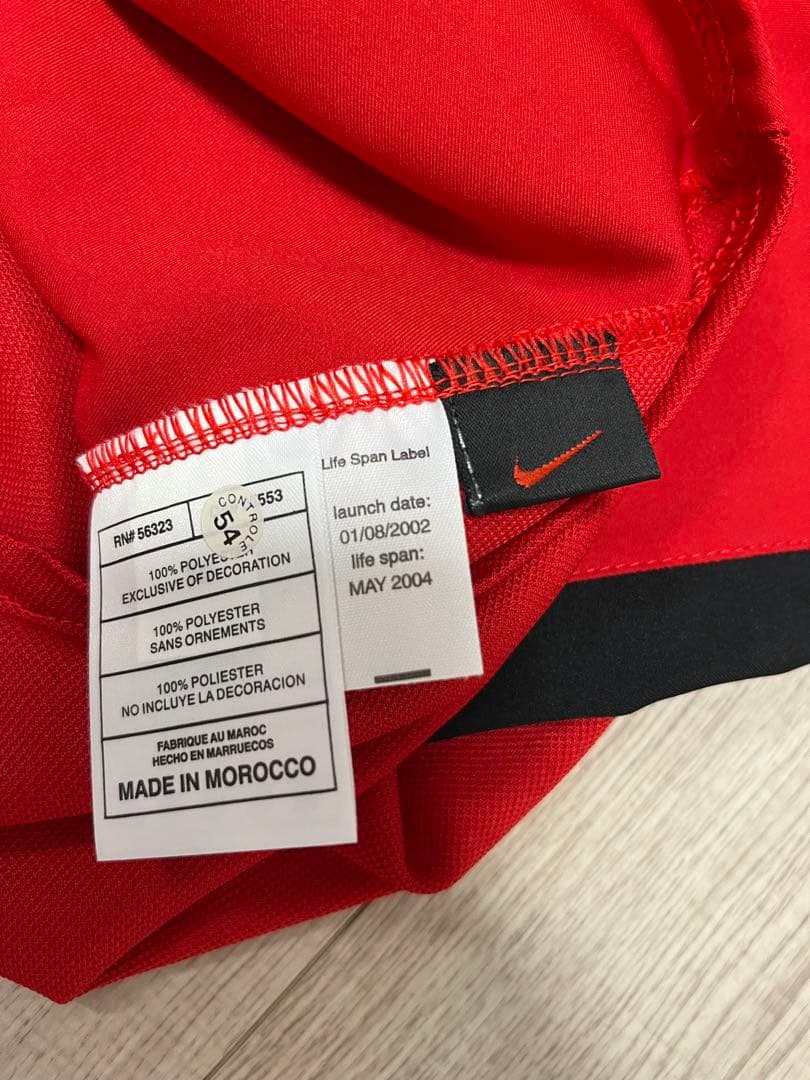 RN# 56323
553
CONTROLE
54
100% POLYESTER
EXCLUSIVE OF DECORATION
100% POLYESTER
SANS ORNEMENTS
100% POLIESTER
NO INCLUYE LA DECORACION
FABRIQUE AU MAROC
HECHO EN MARRUECOS
MADE IN MOROCCO
Life Span Label
launch date:
01/08/2002
life span:
MAY 2004